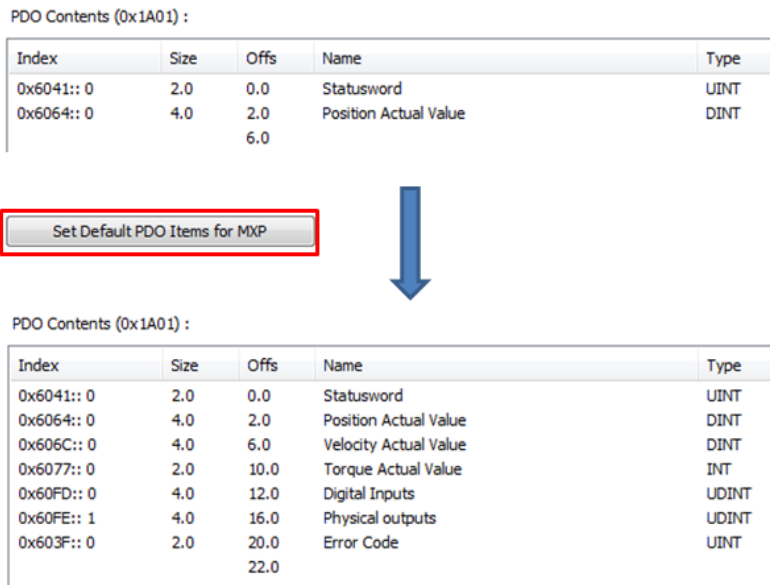 PDO Contents (0x1A01) :
Index Size Offs Name Type
0x6041:: 0 2.0 0.0 Statusword UINT
0x6064:: 0 4.0 2.0 Position Actual Value DINT
6.0
Set Default PDO Items for MXP
PDO Contents (0x1A01) :
Index Size Offs Name Type
0x6041:: 0 2.0 0.0 Statusword UINT
0x6064:: 0 4.0 2.0 Position Actual Value DINT
0x606C:: 0 4.0 6.0 Velocity Actual Value DINT
0x6077:: 0 2.0 10.0 Torque Actual Value INT
0x60FD:: 0 4.0 12.0 Digital Inputs UDINT
0x60FE:: 1 4.0 16.0 Physical outputs UDINT
0x603F:: 0 2.0 20.0 Error Code UINT
22.0